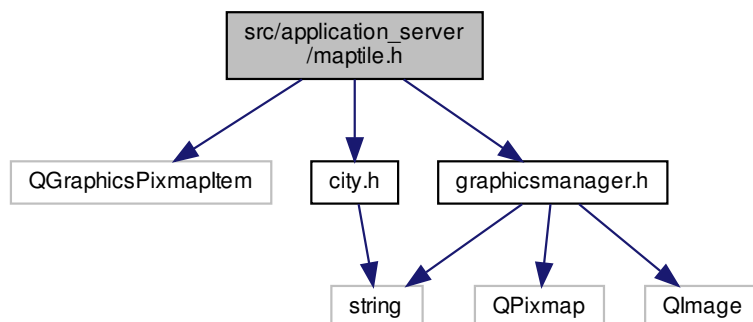 src/application_server
/maptile.h
QGraphicsPixmapItem
city.h
graphicsmanager.h
string
QPixmap
QImage